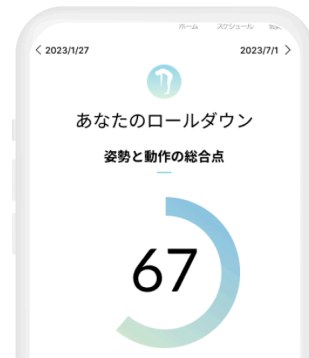 ホーム スケジュール
2023/1/27 2023/7/1
あなたのロールダウン
姿勢と動作の総合点
67